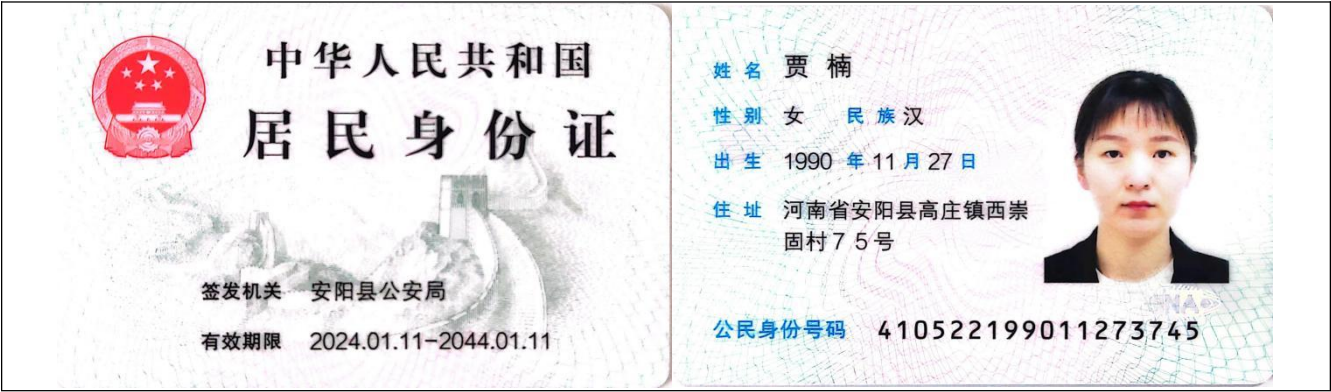 中华人民共和国
居民身份证
签发机关 安阳县公安局
有效期限 2024.01.11-2044.01.11
姓名 贾楠
性别 女 民族 汉
出生 1990 年 11 月 27 日
住址 河南省安阳县高庄镇西崇
固村75号
公民身份号码 410522199011273745